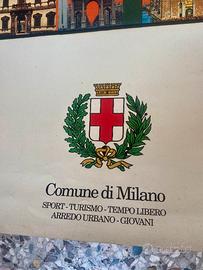 Comune di Milano
SPORT - TURISMO - TEMPO LIBERO
ARREDO URBANO - GIOVANI